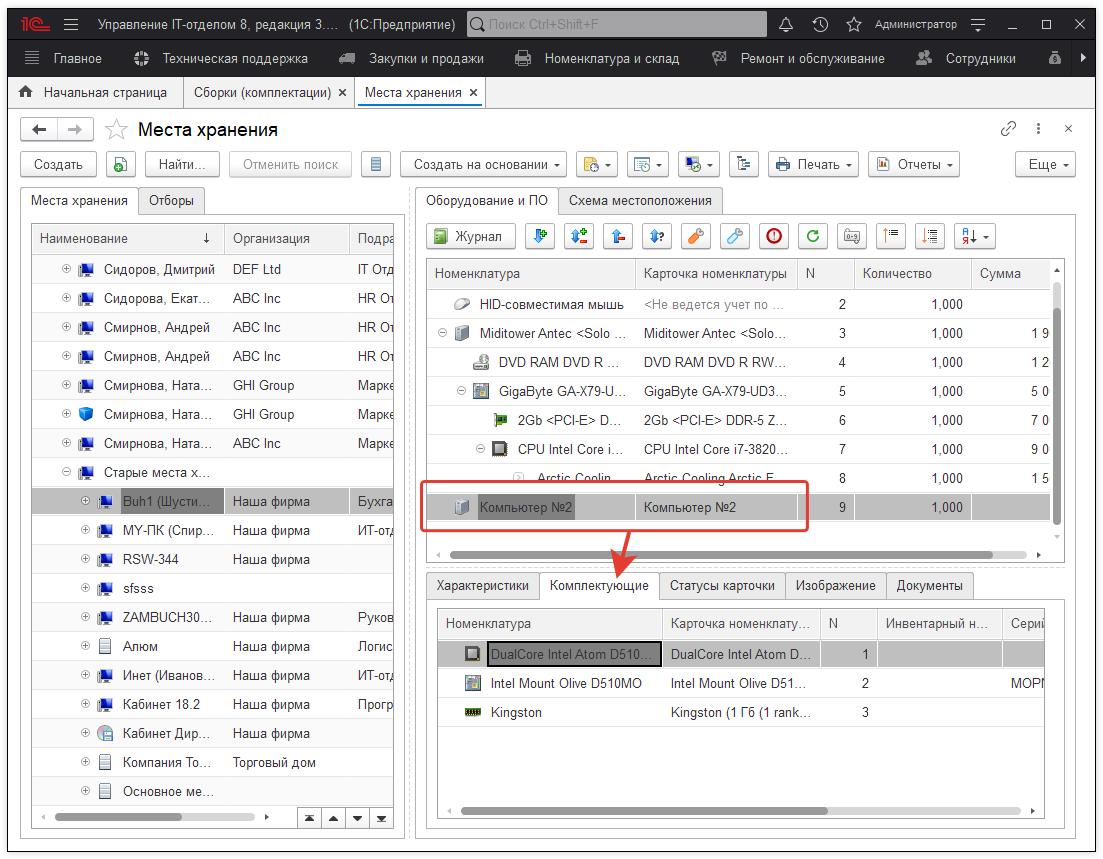 Управление IT-отделом 8, редакция 3.... (1С:Предприятие) Поиск Ctrl+Shift+F Администратор
Главное Техническая поддержка Закупки и продажи Номенклатура и склад Ремонт и обслуживание Сотрудники
Начальная страница Сборки (комплектации) × Места хранения ×
Места хранения
Создать Найти... Отменить поиск Создать на основании Печать Отчеты Еще
Места хранения Отборы
Наименование ↓ Организация Подра
Сидоров, Дмитрий DEF Ltd IT Отд
Сидорова, Екат... ABC Inc HR От
Смирнов, Андрей ABC Inc HR От
Смирнов, Андрей ABC Inc HR От
Смирнова, Ната... GHI Group Марке
Смирнова, Ната... GHI Group Марке
Смирнова, Ната... ABC Inc Марке
Старые места х...
Buh1 (Шусти... Наша фирма Бухга
MY-ПК (Спир... Наша фирма ИТ-отд
RSW-344 Наша фирма
sfsss
ZAMBUCH30... Наша фирма Руков
Алюм Наша фирма Логис
Инет (Иванов... Наша фирма ИТ-отд
Кабинет 18.2 Наша фирма Прогр
Кабинет Дир... Наша фирма
Компания То... Торговый дом
Основное ме...
Оборудование и ПО Схема местоположения
Журнал
Номенклатура Карточка номенклатуры N Количество Сумма
HID-совместимая мышь <Не ведется учет по ... 2 1,000
Miditower Antec <Solo ... Miditower Antec <Solo... 3 1,000 1 9
DVD RAM DVD R ... DVD RAM DVD R RW... 4 1,000 1 2
GigaByte GA-X79-U... GigaByte GA-X79-UD3... 5 1,000 5 0
2Gb <PCI-E> D... 2Gb <PCI-E> DDR-5 Z... 6 1,000 7 0
CPU Intel Core i... CPU Intel Core i7-3820... 7 1,000 9 0
Arctic Coolin Arctic Cooling Arctic F 8 1,000 1 5
Компьютер №2 Компьютер №2 9 1,000
Характеристики Комплектующие Статусы карточки Изображение Документы
Номенклатура Карточка номенклату... N Инвентарный н... Серий
DualCore Intel Atom D510... DualCore Intel Atom D... 1
Intel Mount Olive D510MO Intel Mount Olive D51... 2 MOPN
Kingston Kingston (1 Гб (1 rank... 3